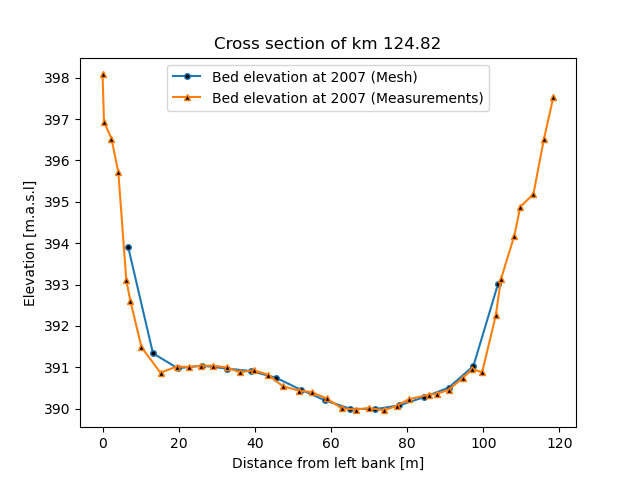 Cross section of km 124.82
Bed elevation at 2007 (Mesh)
Bed elevation at 2007 (Measurements)
Elevation [m.a.s.l]
398
397
396
395
394
393
392
391
390
0 20 40 60 80 100 120
Distance from left bank [m]